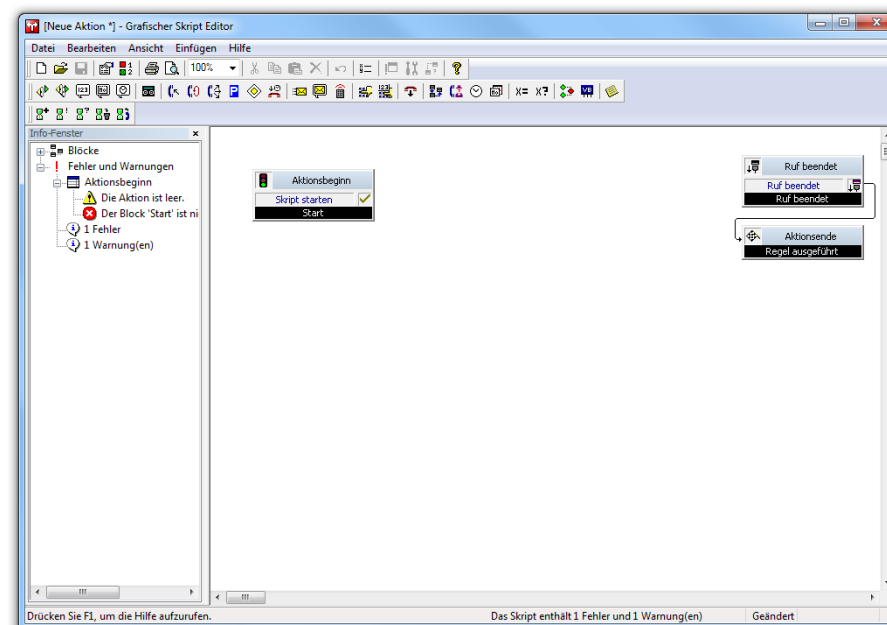 [Neue Aktion *] - Grafischer Skript Editor
Datei Bearbeiten Ansicht Einfügen Hilfe
100%
X= X?
Info-Fenster x
Blöcke
Fehler und Warnungen
Aktionsbeginn
Die Aktion ist leer.
Der Block 'Start' ist ni
1 Fehler
1 Warnung(en)
Aktionsbeginn
Skript starten
Start
Ruf beendet
Ruf beendet
Ruf beendet
Aktionsende
Regel ausgeführt
Drücken Sie F1, um die Hilfe aufzurufen. Das Skript enthält 1 Fehler und 1 Warnung(en) Geändert